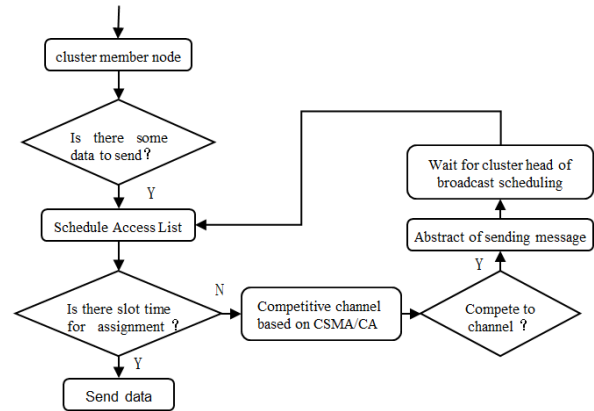 cluster member node
Is there some
data to send？
Y
Schedule Access List
Is there slot time
for assignment ？
N
Competitive channel
based on CSMA/CA
Compete to
channel ？
Y
Abstract of sending message
Wait for cluster head of
broadcast scheduling
Y
Send data